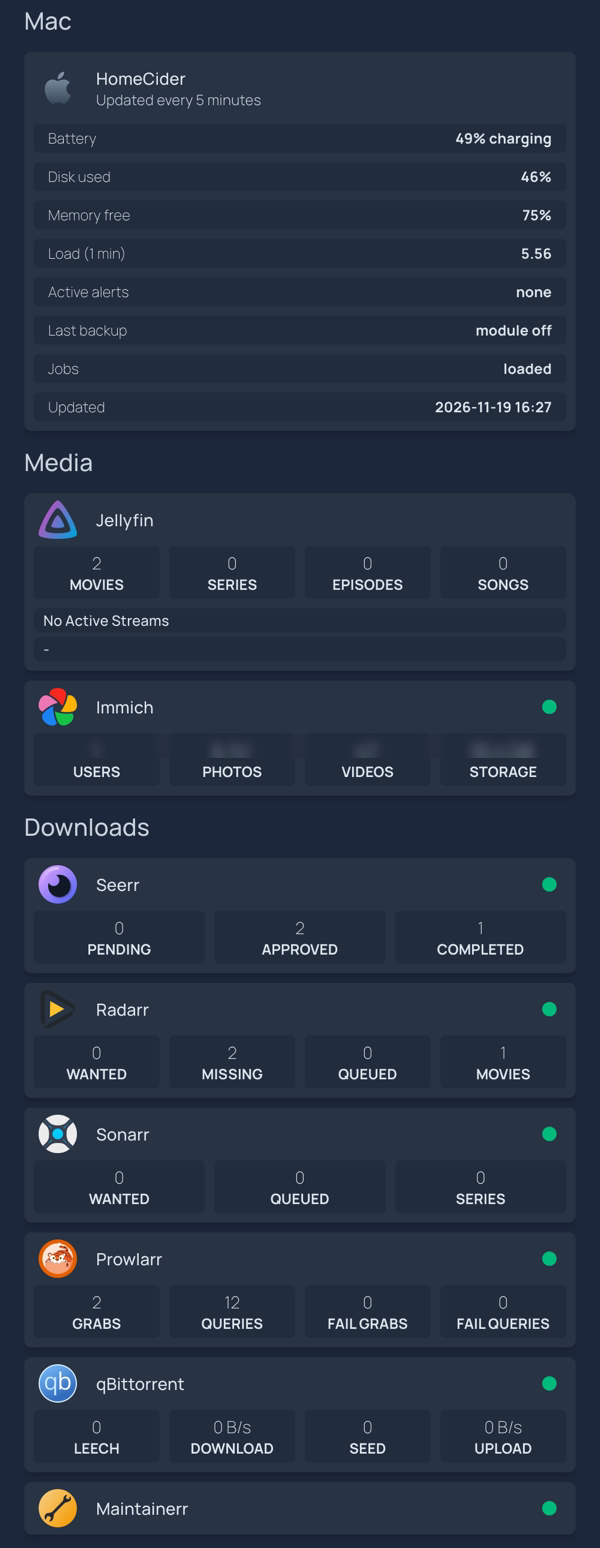 Mac
HomeCider
Updated every 5 minutes
Battery 49% charging
Disk used 46%
Memory free 75%
Load (1 min) 5.56
Active alerts none
Last backup module off
Jobs loaded
Updated 2026-11-19 16:27
Media
Jellyfin
2 0 0 0
MOVIES SERIES EPISODES SONGS
No Active Streams
-
Immich
USERS PHOTOS VIDEOS STORAGE
Downloads
Seerr
0 2 1
PENDING APPROVED COMPLETED
Radarr
0 2 0 1
WANTED MISSING QUEUED MOVIES
Sonarr
0 0 0
WANTED QUEUED SERIES
Prowlarr
2 12 0 0
GRABS QUERIES FAIL GRABS FAIL QUERIES
qb qBittorrent
0 0 B/s 0 0 B/s
LEECH DOWNLOAD SEED UPLOAD
Maintainerr